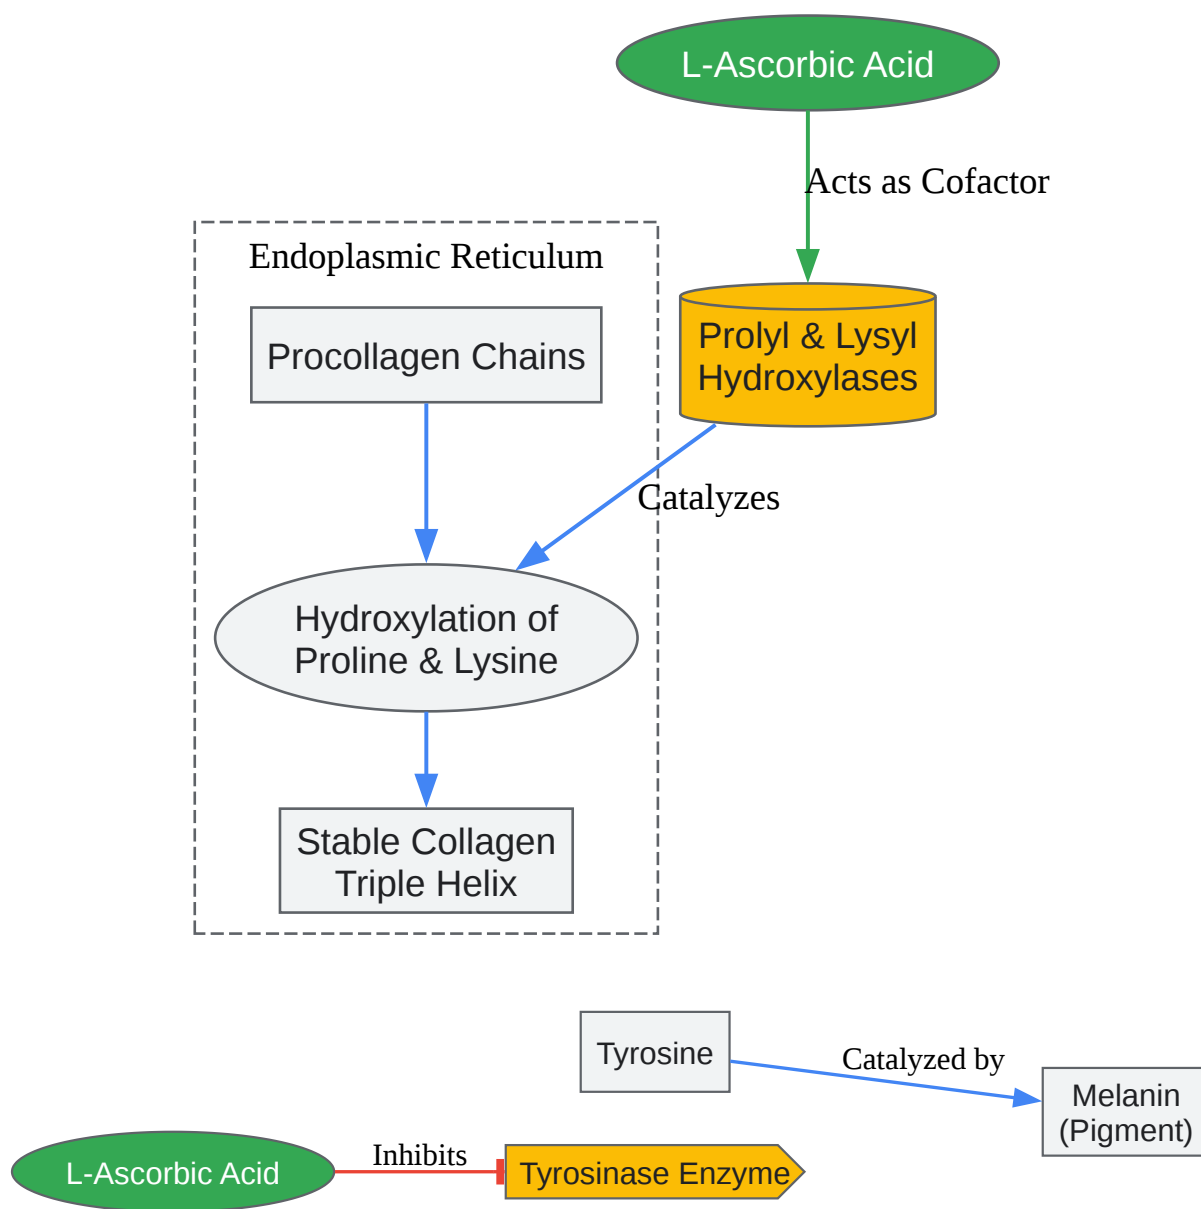 L-Ascorbic Acid
Acts as Cofactor
Endoplasmic Reticulum
Prolyl & Lysyl
Hydroxylases
Procollagen Chains
Catalyzes
Hydroxylation of
Proline & Lysine
Stable Collagen
Triple Helix
Tyrosine
Catalyzed by
Melanin
(Pigment)
L-Ascorbic Acid
Inhibits
Tyrosinase Enzyme